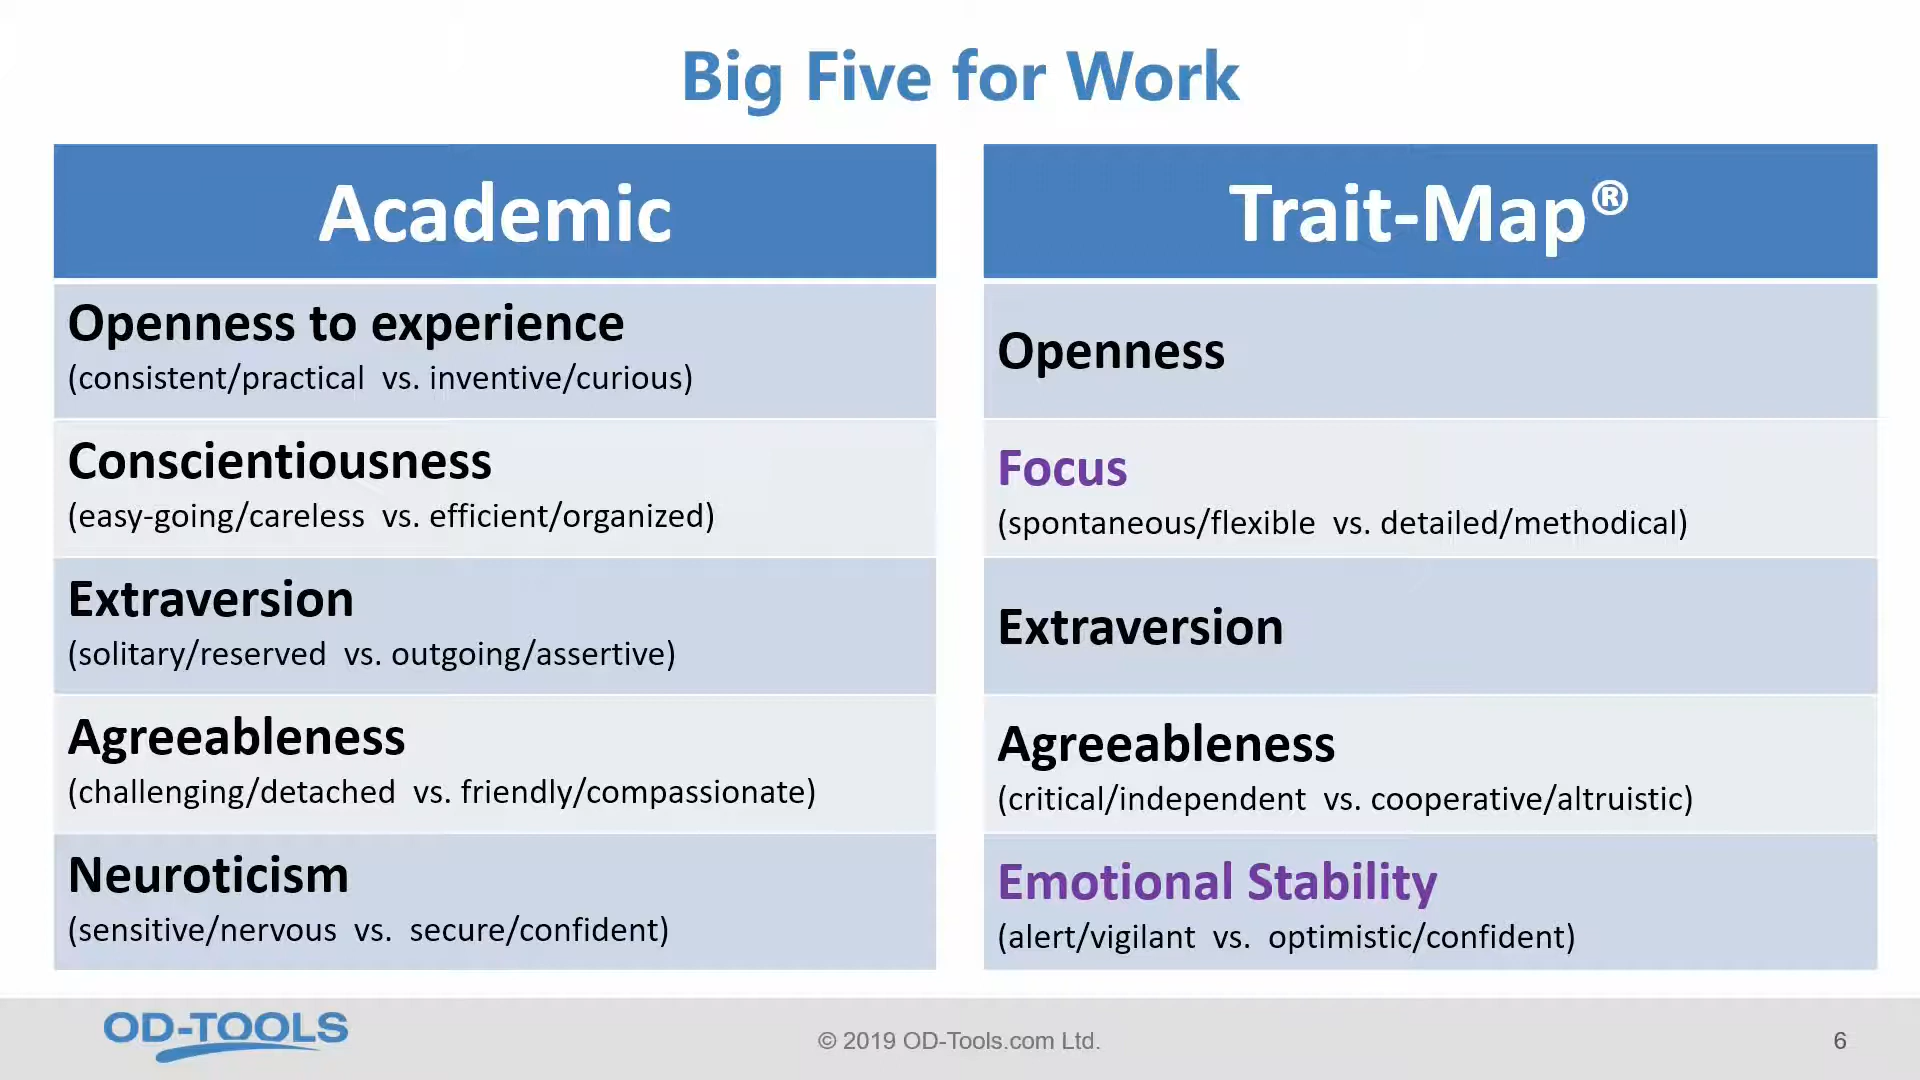 Big Five for Work
Academic
Openness to experience
(consistent/practical vs. inventive/curious)
Conscientiousness
(easy-going/careless vs. efficient/organized)
Extraversion
(solitary/reserved vs. outgoing/assertive)
Agreeableness
(challenging/detached vs. friendly/compassionate)
Neuroticism
(sensitive/nervous vs. secure/confident)
Trait-Map®
Openness
Focus
(spontaneous/flexible vs. detailed/methodical)
Extraversion
Agreeableness
(critical/independent vs. cooperative/altruistic)
Emotional Stability
(alert/vigilant vs. optimistic/confident)
OD-TOOLS
© 2019 OD-Tools.com Ltd.
6